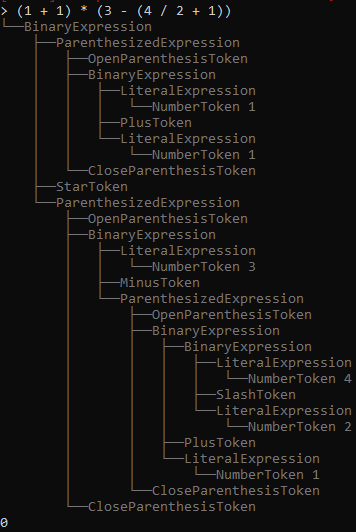 > (1 + 1) * (3 - (4 / 2 + 1))
└──BinaryExpression
   ├──ParenthesizedExpression
   │  ├──OpenParenthesisToken
   │  ├──BinaryExpression
   │  │  ├──LiteralExpression
   │  │  │  └──NumberToken 1
   │  │  ├──PlusToken
   │  │  └──LiteralExpression
   │  │     └──NumberToken 1
   │  └──CloseParenthesisToken
   ├──StarToken
   └──ParenthesizedExpression
      ├──OpenParenthesisToken
      ├──BinaryExpression
      │  ├──LiteralExpression
      │  │  └──NumberToken 3
      │  ├──MinusToken
      │  └──ParenthesizedExpression
      │     ├──OpenParenthesisToken
      │     ├──BinaryExpression
      │     │  ├──BinaryExpression
      │     │  │  ├──LiteralExpression
      │     │  │  │  └──NumberToken 4
      │     │  │  ├──SlashToken
      │     │  │  └──LiteralExpression
      │     │  │     └──NumberToken 2
      │     │  ├──PlusToken
      │     │  └──LiteralExpression
      │     │     └──NumberToken 1
      │     └──CloseParenthesisToken
      └──CloseParenthesisToken
0